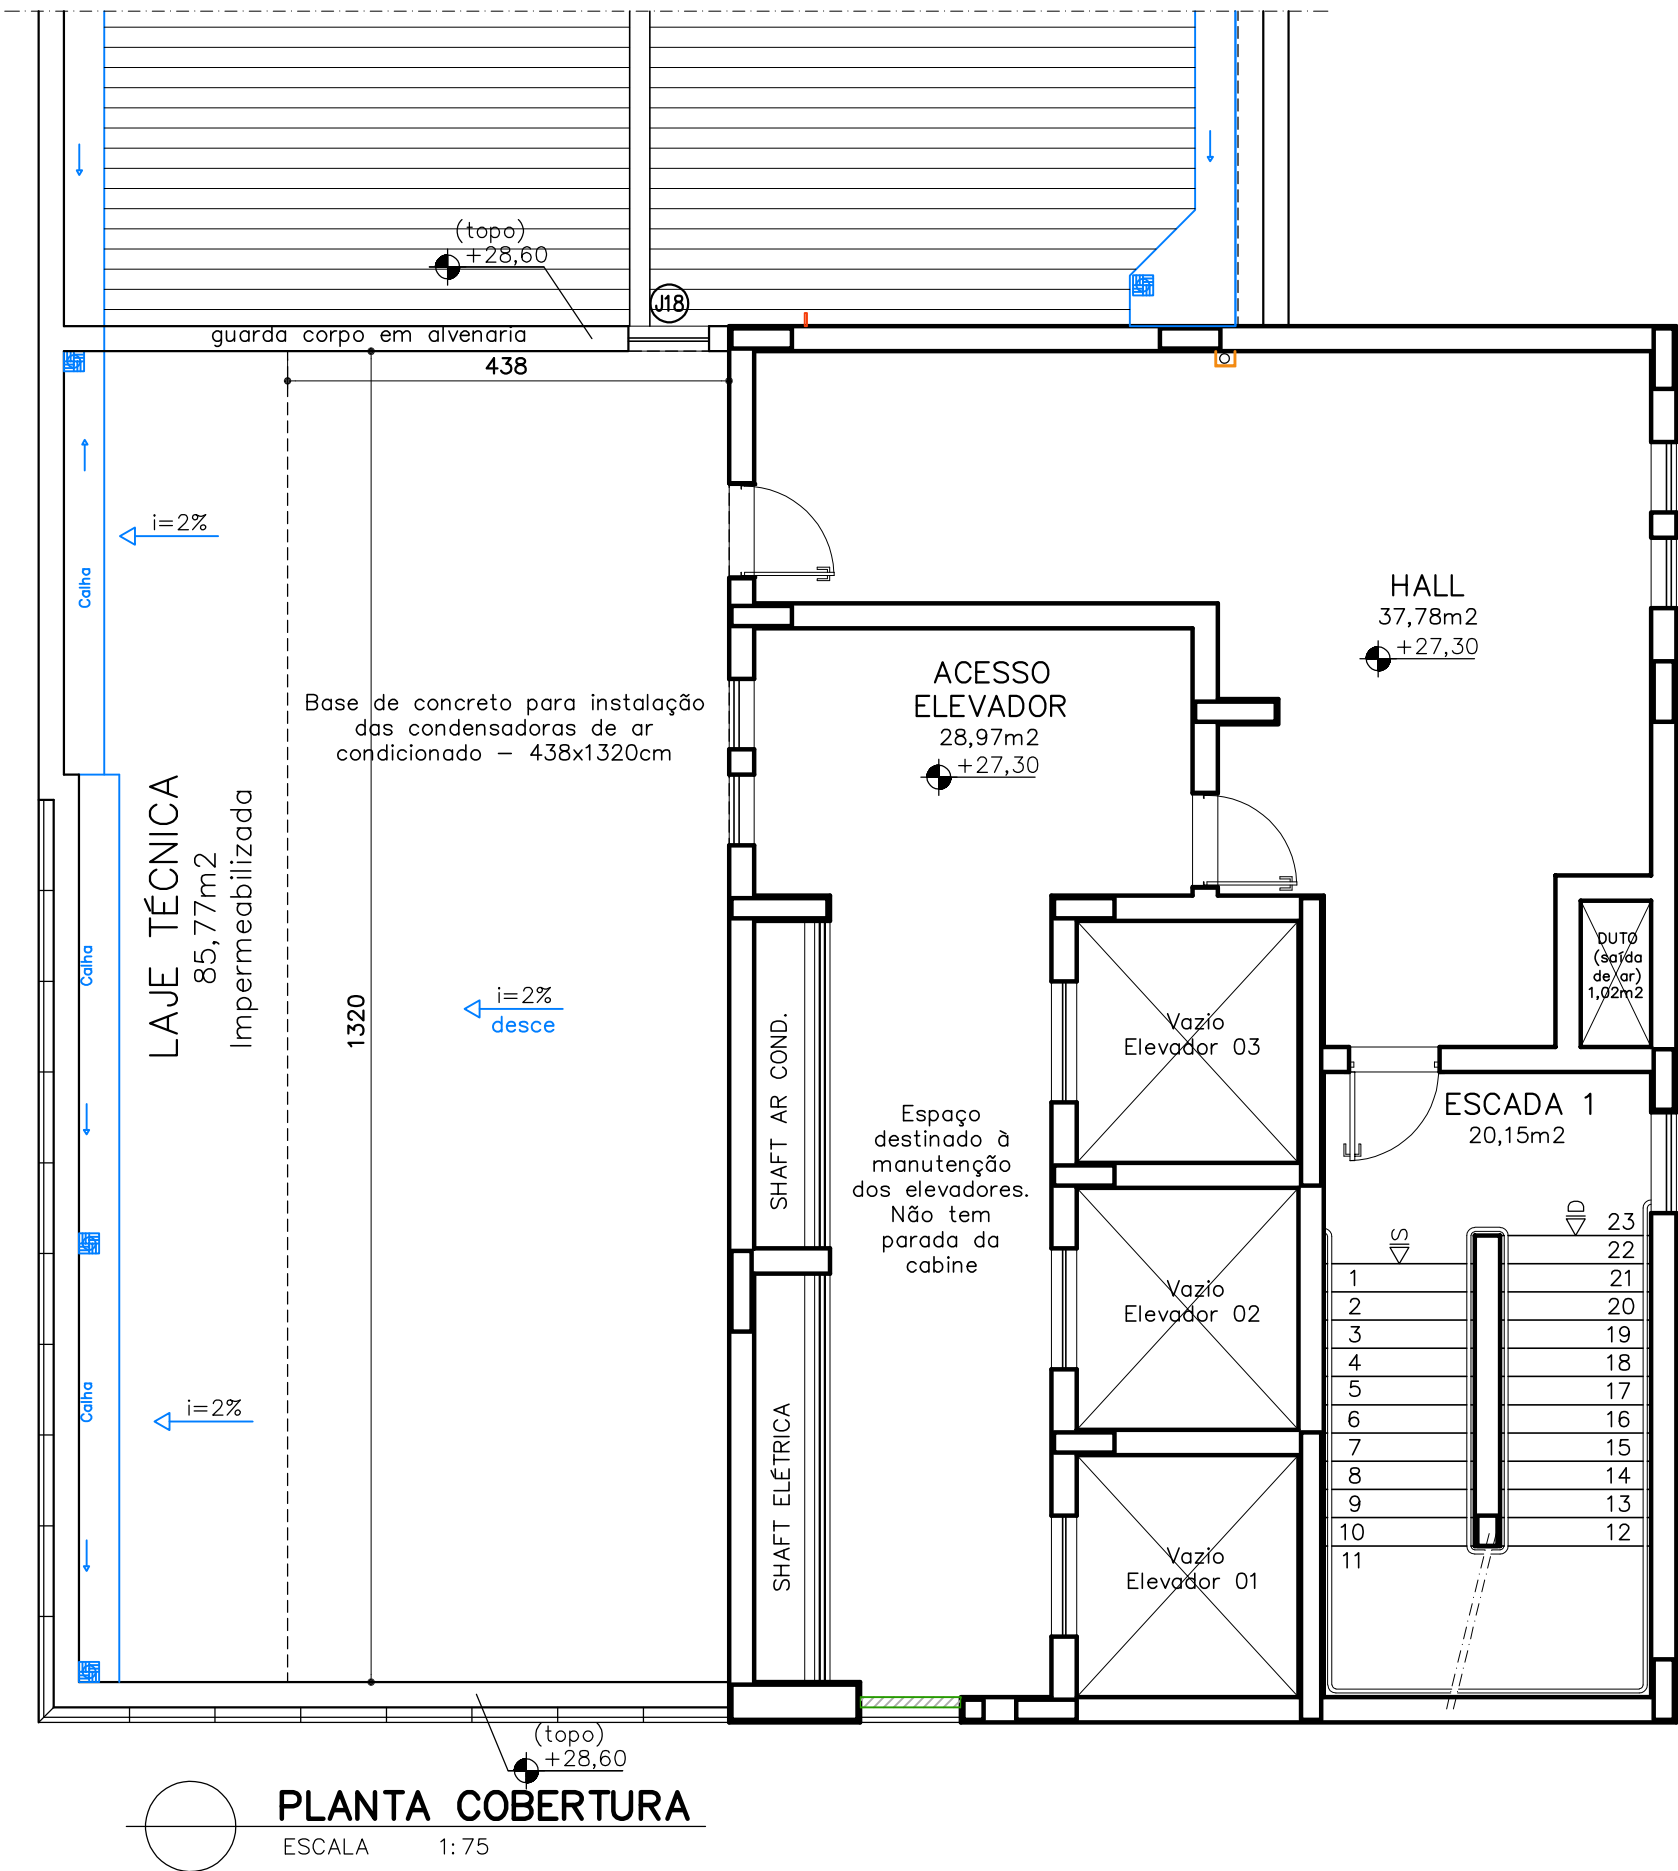 (topo)
+28,60
J18
guarda corpo em alvenaria
438
i=2%
Calha
HALL
37,78m2
+27,30
ACESSO
ELEVADOR
28,97m2
+27,30
Base de concreto para instalação
das condensadoras de ar
condicionado - 438x1320cm
LAJE TÉCNICA
85,77m2
Impermeabilizada
Calha
1320
i=2%
desce
SHAFT AR COND.
DUTO
(saída
de ar)
1,02m2
Vazio
Elevador 03
Espaço
destinado à
manutenção
dos elevadores.
Não tem
parada da
cabine
ESCADA 1
20,15m2
S
D
23
22
1
21
2
20
3
19
4
18
5
17
6
16
7
15
8
14
9
13
10
12
11
Vazio
Elevador 02
Calha
i=2%
SHAFT ELÉTRICA
Vazio
Elevador 01
(topo)
+28,60
PLANTA COBERTURA
ESCALA 1:75